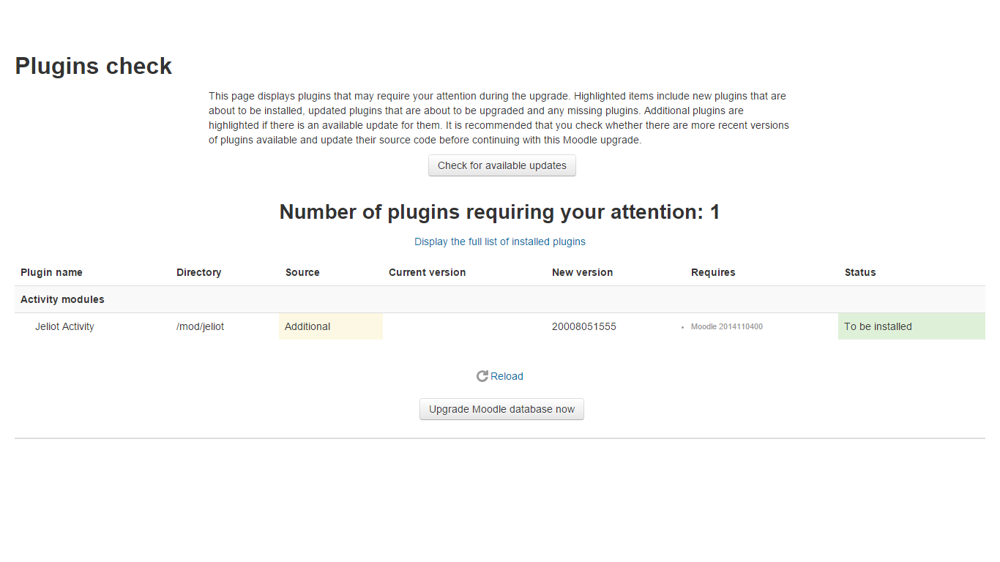 Plugins check
This page displays plugins that may require your attention during the upgrade. Highlighted items include new plugins that are
about to be installed, updated plugins that are about to be upgraded and any missing plugins. Additional plugins are
highlighted if there is an available update for them. It is recommended that you check whether there are more recent versions
of plugins available and update their source code before continuing with this Moodle upgrade.
Check for available updates
Number of plugins requiring your attention: 1
Display the full list of installed plugins
Plugin name Directory Source Current version New version Requires Status
Activity modules
Jeliot Activity /mod/jeliot Additional 20008051555 • Moodle 2014110400 To be installed
Reload
Upgrade Moodle database now